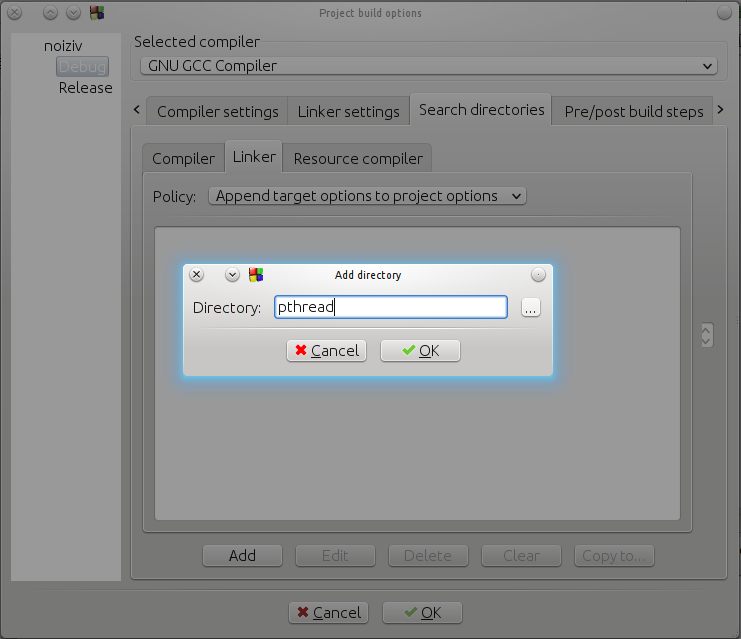 Project build options
noiziv
Debug
Release
Selected compiler
GNU GCC Compiler
Compiler settings Linker settings Search directories Pre/post build steps
Compiler Linker Resource compiler
Policy: Append target options to project options
Add directory
Directory: pthread ...
Cancel OK
Add Edit Delete Clear Copy to...
Cancel OK